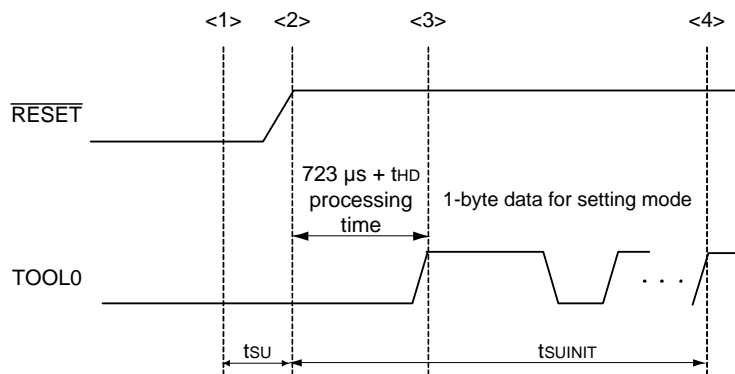 <1> <2> <3> <4>
RESET
723 µs + tHD
processing
time
1-byte data for setting mode
TOOL0
. . .
tSU
tSUINIT